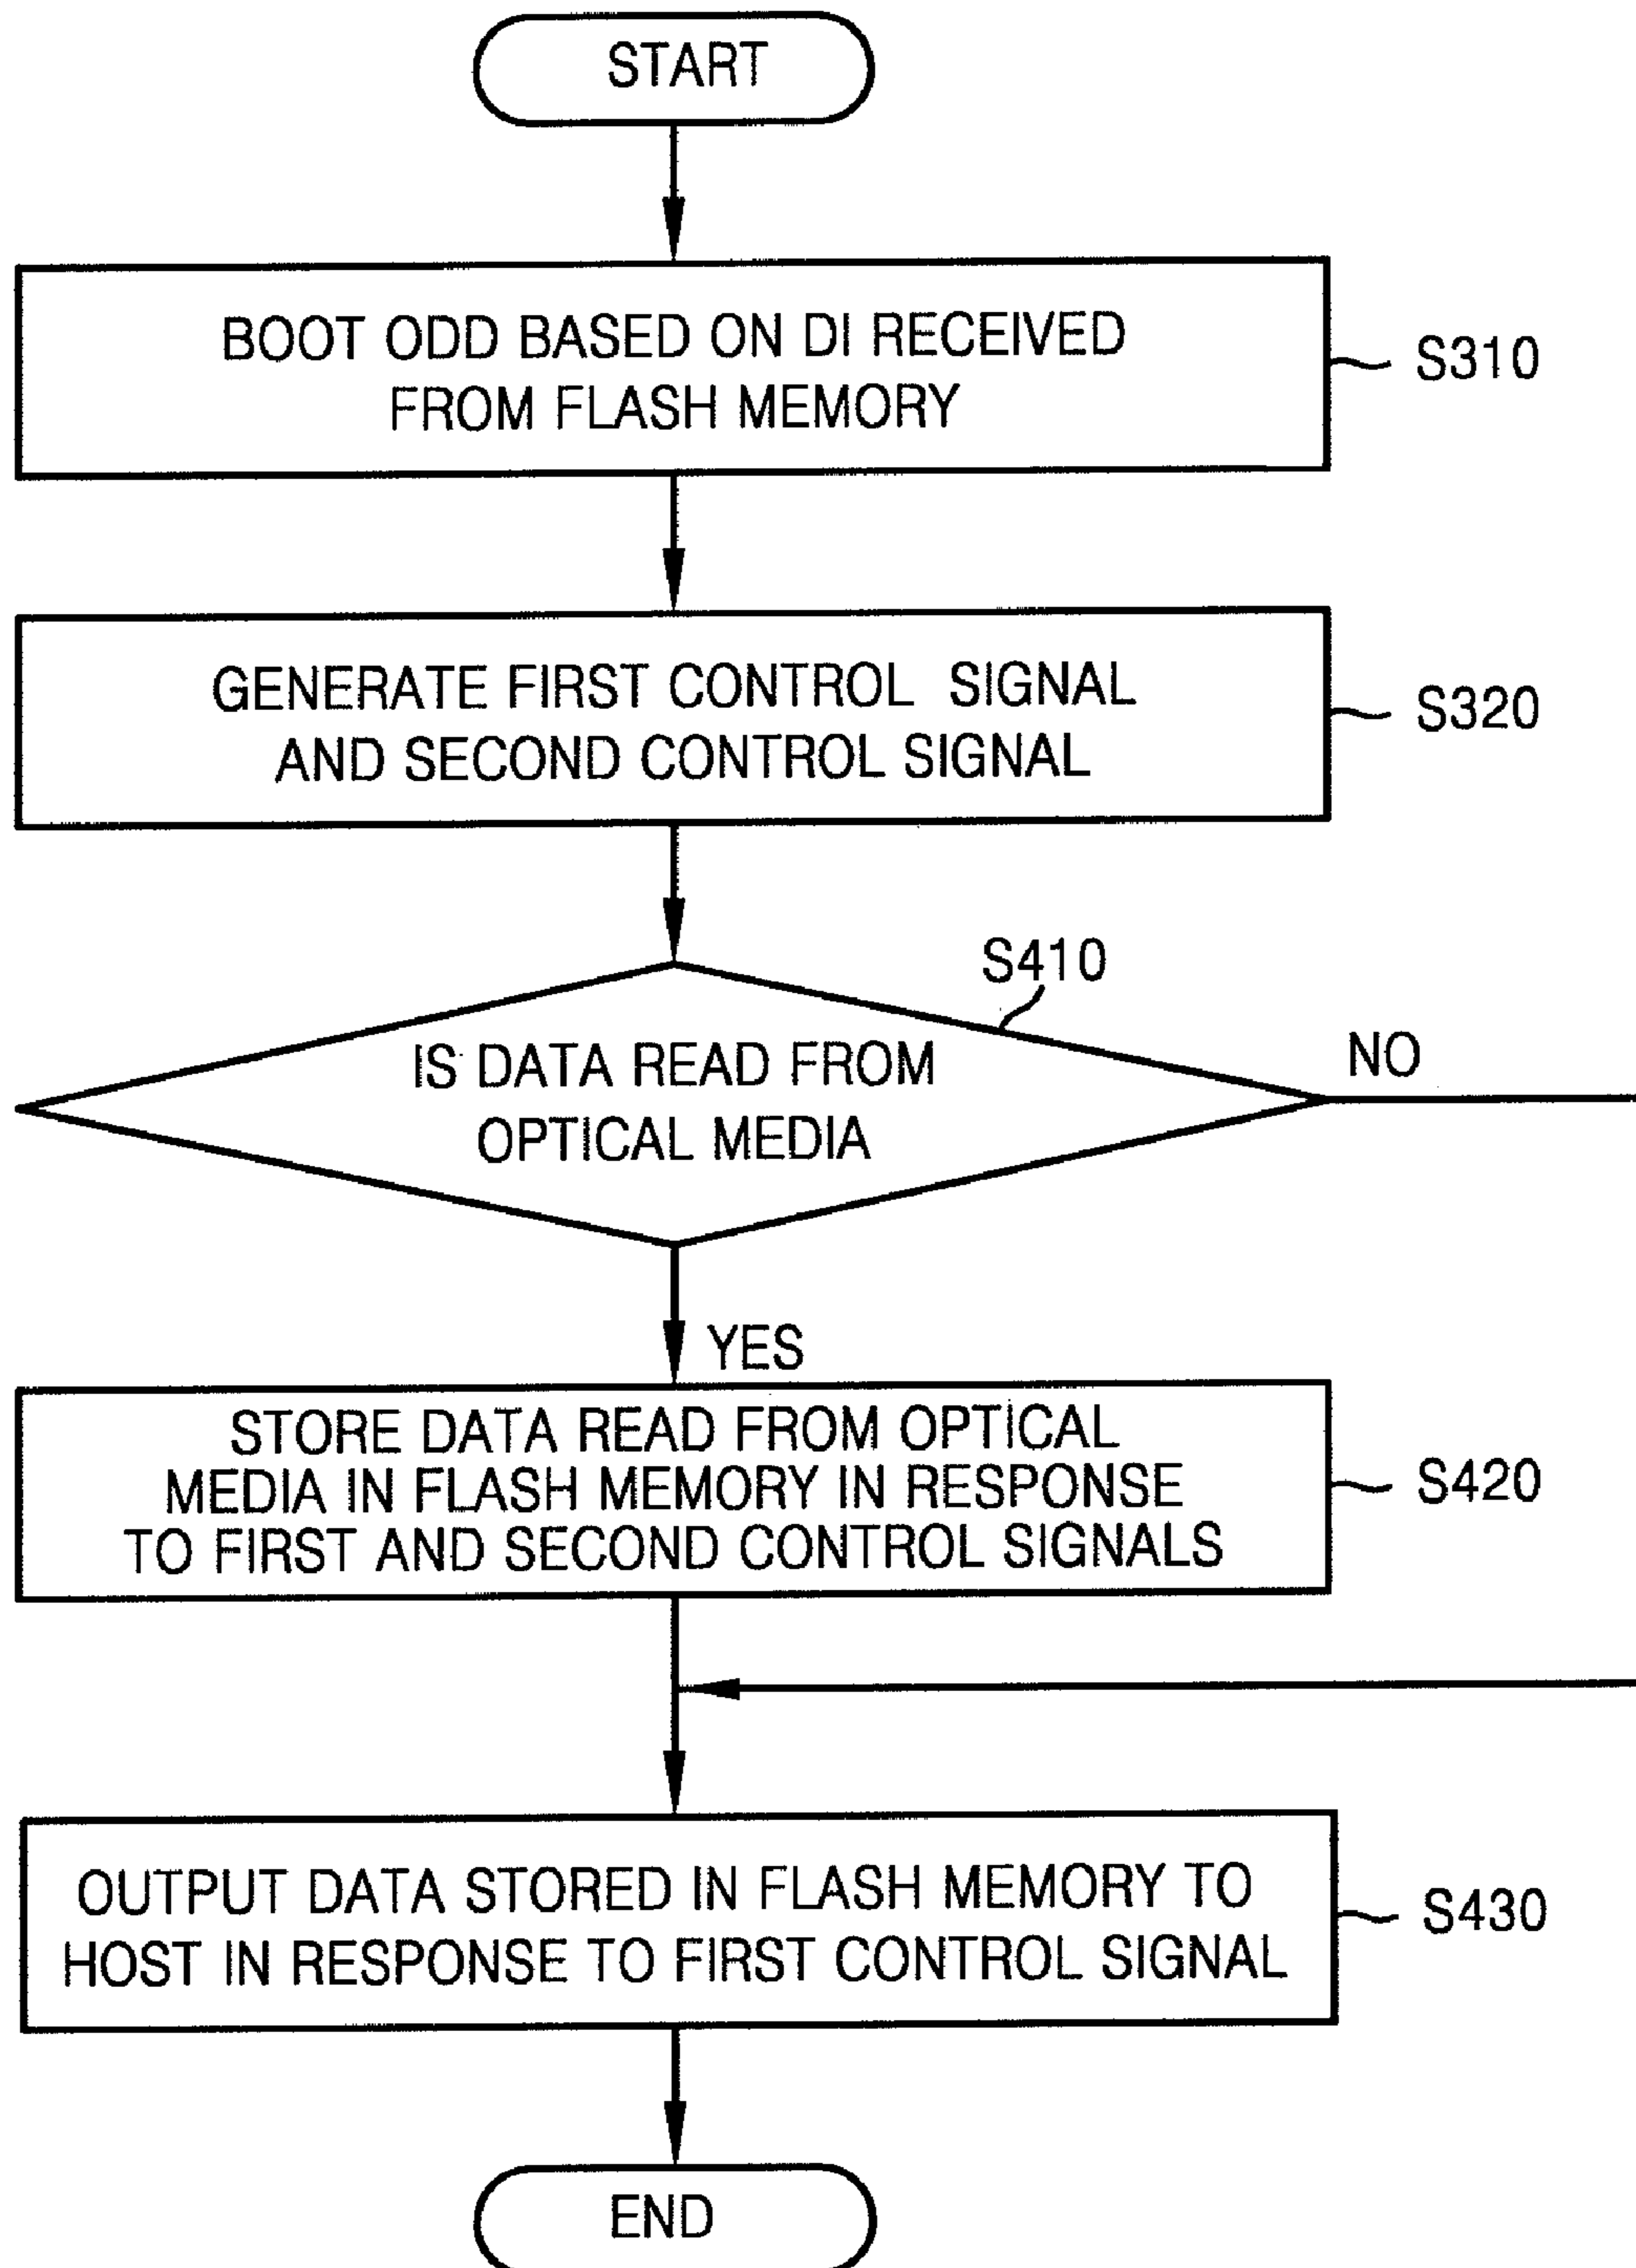 START
BOOT ODD BASED ON DI RECEIVED
FROM FLASH MEMORY
S310
GENERATE FIRST CONTROL SIGNAL
AND SECOND CONTROL SIGNAL
S320
S410
IS DATA READ FROM
OPTICAL MEDIA
NO
YES
STORE DATA READ FROM OPTICAL
MEDIA IN FLASH MEMORY IN RESPONSE
TO FIRST AND SECOND CONTROL SIGNALS
S420
OUTPUT DATA STORED IN FLASH MEMORY TO
HOST IN RESPONSE TO FIRST CONTROL SIGNAL
S430
END